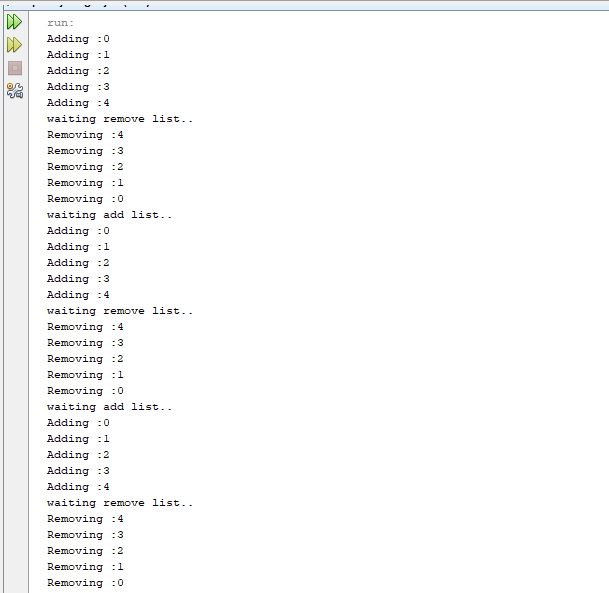 run:
Adding :0
Adding :1
Adding :2
Adding :3
Adding :4
waiting remove list..
Removing :4
Removing :3
Removing :2
Removing :1
Removing :0
waiting add list..
Adding :0
Adding :1
Adding :2
Adding :3
Adding :4
waiting remove list..
Removing :4
Removing :3
Removing :2
Removing :1
Removing :0
waiting add list..
Adding :0
Adding :1
Adding :2
Adding :3
Adding :4
waiting remove list..
Removing :4
Removing :3
Removing :2
Removing :1
Removing :0